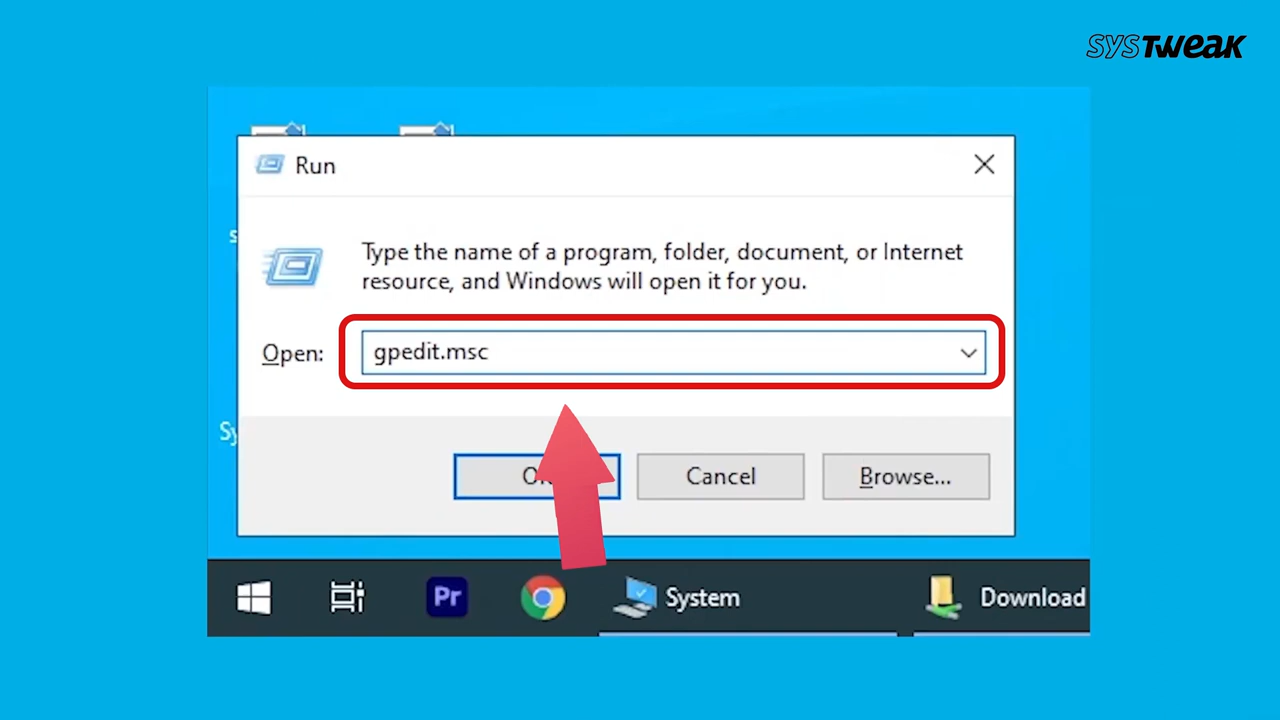 SYSTWEAK
Run
Type the name of a program, folder, document, or Internet
resource, and Windows will open it for you.
Open:
gpedit.msc
Cancel
Browse...
Pr
System
Download